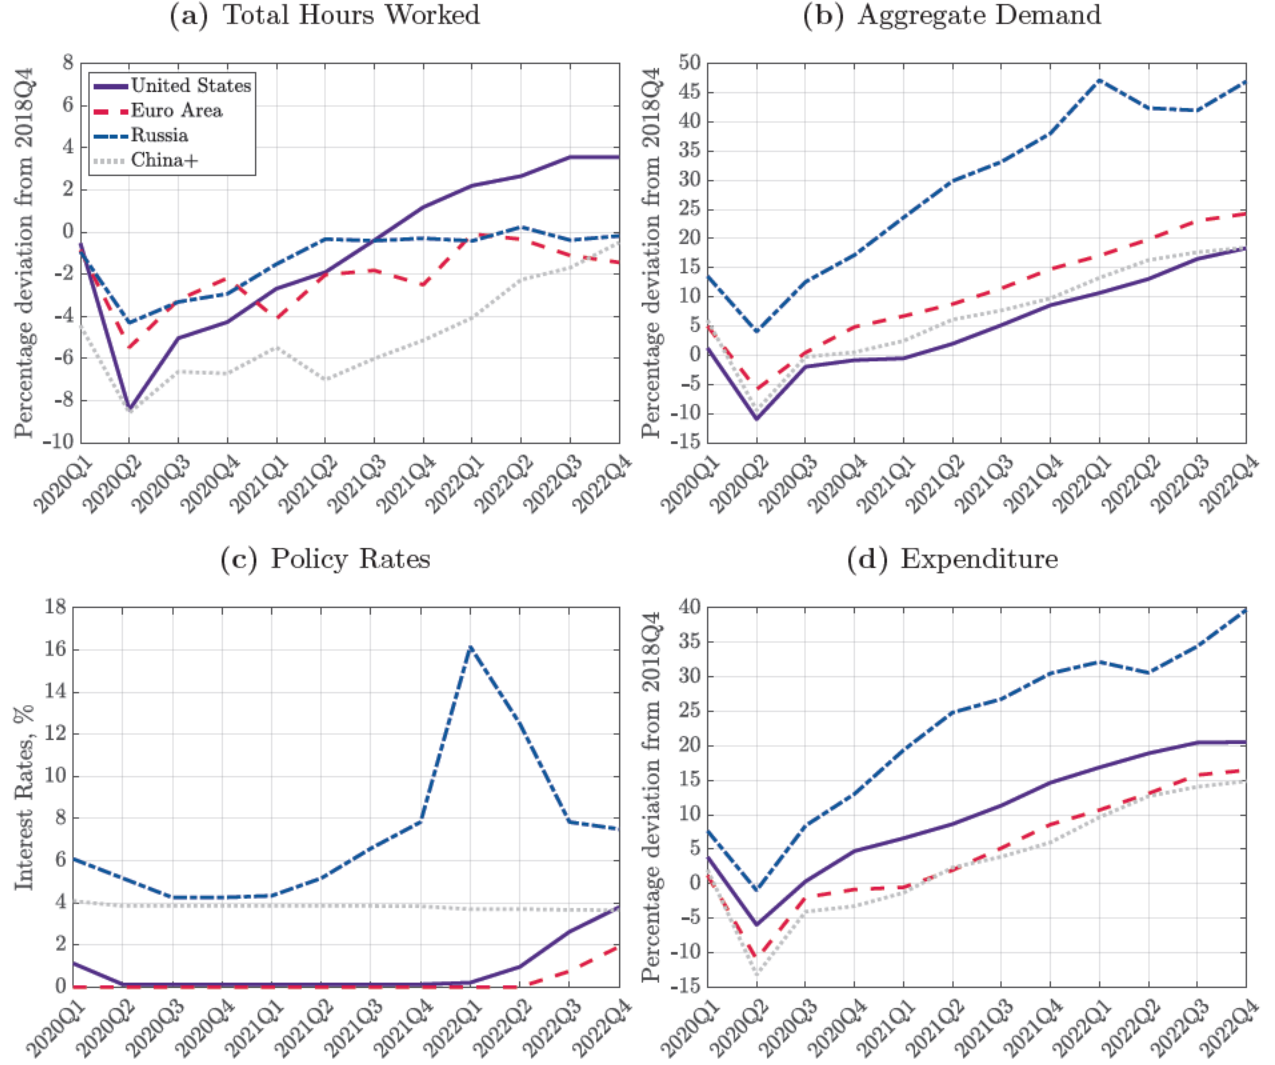 (a) Total Hours Worked
Percentage deviation from 2018Q4
8
6
4
2
0
-2
-4
-6
-8
-10
United States
Euro Area
Russia
China+
2020Q1 2020Q2 2020Q3 2020Q4 2021Q1 2021Q2 2021Q3 2021Q4 2022Q1 2022Q2 2022Q3 2022Q4
(b) Aggregate Demand
Percentage deviation from 2018Q4
50
45
40
35
30
25
20
15
10
5
0
-5
-10
-15
2020Q1 2020Q2 2020Q3 2020Q4 2021Q1 2021Q2 2021Q3 2021Q4 2022Q1 2022Q2 2022Q3 2022Q4
(c) Policy Rates
Interest Rates, %
18
16
14
12
10
8
6
4
2
0
2020Q1 2020Q2 2020Q3 2020Q4 2021Q1 2021Q2 2021Q3 2021Q4 2022Q1 2022Q2 2022Q3 2022Q4
(d) Expenditure
Percentage deviation from 2018Q4
40
35
30
25
20
15
10
5
0
-5
-10
-15
2020Q1 2020Q2 2020Q3 2020Q4 2021Q1 2021Q2 2021Q3 2021Q4 2022Q1 2022Q2 2022Q3 2022Q4